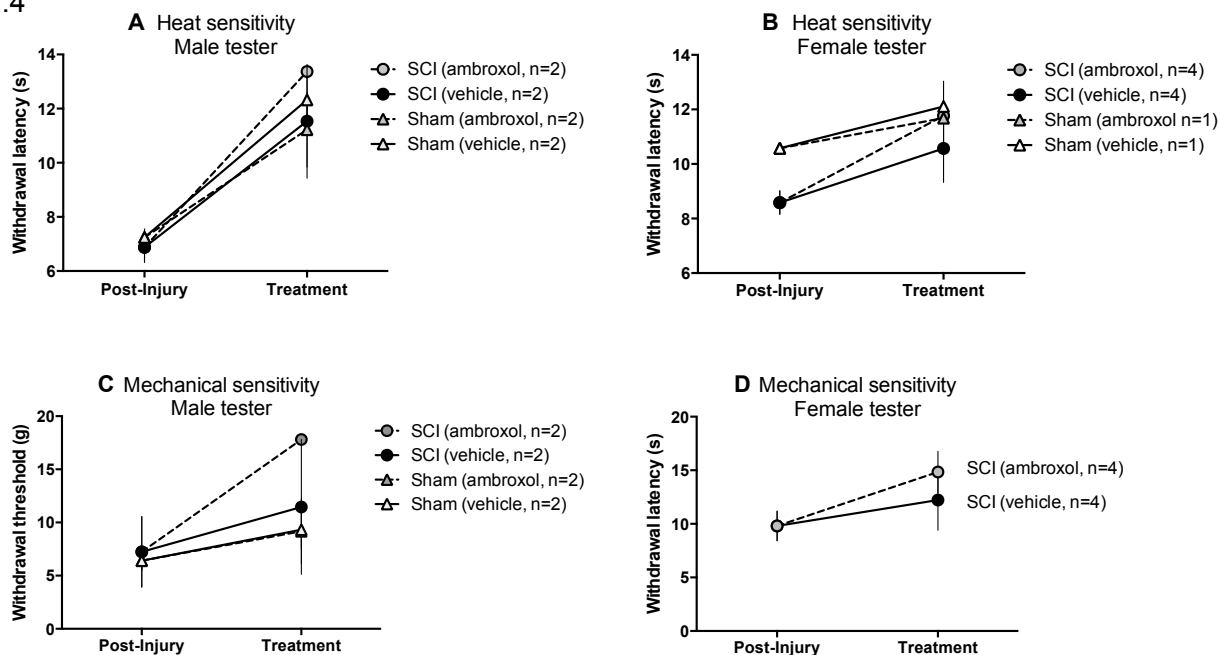 .4
A Heat sensitivity
Male tester
Withdrawal latency (s)
14
12
10
8
6
Post-Injury Treatment
SCI (ambroxol, n=2)
SCI (vehicle, n=2)
Sham (ambroxol, n=2)
Sham (vehicle, n=2)
B Heat sensitivity
Female tester
Withdrawal latency (s)
14
12
10
8
6
Post-Injury Treatment
SCI (ambroxol, n=4)
SCI (vehicle, n=4)
Sham (ambroxol n=1)
Sham (vehicle, n=1)
C Mechanical sensitivity
Male tester
Withdrawal threshold (g)
20
15
10
5
0
Post-Injury Treatment
SCI (ambroxol, n=2)
SCI (vehicle, n=2)
Sham (ambroxol, n=2)
Sham (vehicle, n=2)
D Mechanical sensitivity
Female tester
Withdrawal latency (s)
20
15
10
5
0
Post-Injury Treatment
SCI (ambroxol, n=4)
SCI (vehicle, n=4)